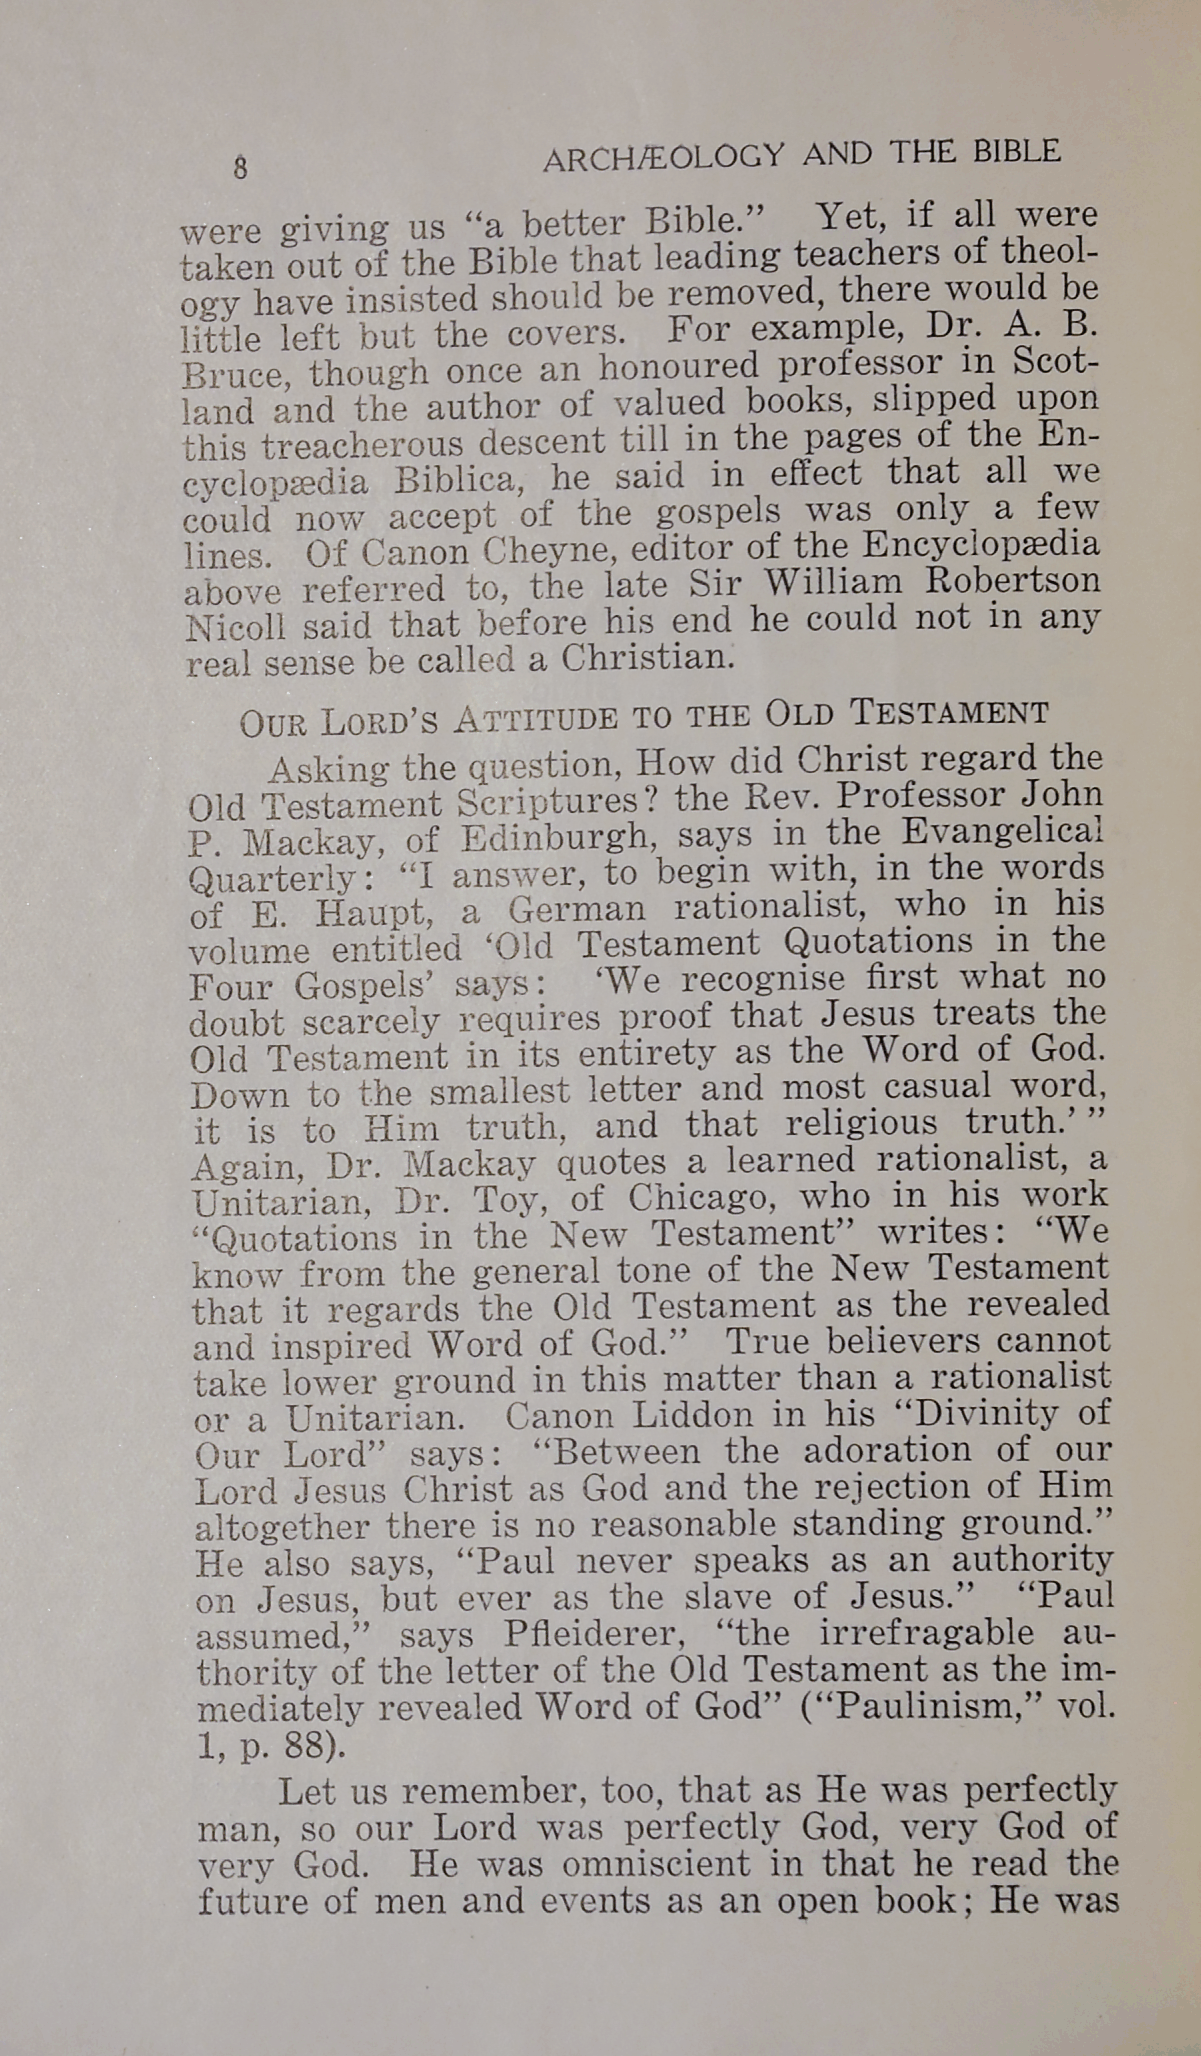 8 ARCHÆOLOGY AND THE BIBLE
were giving us “a better Bible.” Yet, if all were
taken out of the Bible that leading teachers of theol-
ogy have insisted should be removed, there would be
little left but the covers. For example, Dr. A. B.
Bruce, though once an honoured professor in Scot-
land and the author of valued books, slipped upon
this treacherous descent till in the pages of the En-
cyclopædia Biblica, he said in effect that all we
could now accept of the gospels was only a few
lines. Of Canon Cheyne, editor of the Encyclopædia
above referred to, the late Sir William Robertson
Nicoll said that before his end he could not in any
real sense be called a Christian.
OUR LORD’S ATTITUDE TO THE OLD TESTAMENT
Asking the question, How did Christ regard the
Old Testament Scriptures? the Rev. Professor John
P. Mackay, of Edinburgh, says in the Evangelical
Quarterly: “I answer, to begin with, in the words
of E. Haupt, a German rationalist, who in his
volume entitled ‘Old Testament Quotations in the
Four Gospels’ says: ‘We recognise first what no
doubt scarcely requires proof that Jesus treats the
Old Testament in its entirety as the Word of God.
Down to the smallest letter and most casual word,
it is to Him truth, and that religious truth.’ ”
Again, Dr. Mackay quotes a learned rationalist, a
Unitarian, Dr. Toy, of Chicago, who in his work
“Quotations in the New Testament” writes: “We
know from the general tone of the New Testament
that it regards the Old Testament as the revealed
and inspired Word of God.” True believers cannot
take lower ground in this matter than a rationalist
or a Unitarian. Canon Liddon in his “Divinity of
Our Lord” says: “Between the adoration of our
Lord Jesus Christ as God and the rejection of Him
altogether there is no reasonable standing ground.”
He also says, “Paul never speaks as an authority
on Jesus, but ever as the slave of Jesus.” “Paul
assumed,” says Pfleiderer, “the irrefragable au-
thority of the letter of the Old Testament as the im-
mediately revealed Word of God” (“Paulinism,” vol.
1, p. 88).
Let us remember, too, that as He was perfectly
man, so our Lord was perfectly God, very God of
very God. He was omniscient in that he read the
future of men and events as an open book; He was